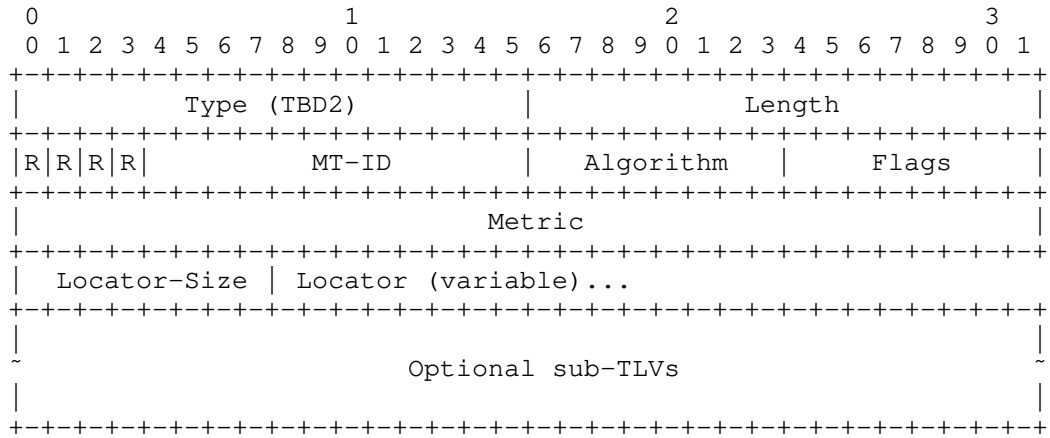 0                   1                   2                   3
 0 1 2 3 4 5 6 7 8 9 0 1 2 3 4 5 6 7 8 9 0 1 2 3 4 5 6 7 8 9 0 1
+-+-+-+-+-+-+-+-+-+-+-+-+-+-+-+-+-+-+-+-+-+-+-+-+-+-+-+-+-+-+-+-+
|          Type (TBD2)          |             Length            |
+-+-+-+-+-+-+-+-+-+-+-+-+-+-+-+-+-+-+-+-+-+-+-+-+-+-+-+-+-+-+-+-+
|R|R|R|R|          MT-ID        |   Algorithm   |     Flags     |
+-+-+-+-+-+-+-+-+-+-+-+-+-+-+-+-+-+-+-+-+-+-+-+-+-+-+-+-+-+-+-+-+
|                            Metric                             |
+-+-+-+-+-+-+-+-+-+-+-+-+-+-+-+-+-+-+-+-+-+-+-+-+-+-+-+-+-+-+-+-+
|  Locator-Size | Locator (variable)...
+-+-+-+-+-+-+-+-+-+-+-+-+-+-+-+-+-+-+-+-+-+-+-+-+-+-+-+-+-+-+-+-+
|                                                               |
~                       Optional sub-TLVs                       ~
|                                                               |
+-+-+-+-+-+-+-+-+-+-+-+-+-+-+-+-+-+-+-+-+-+-+-+-+-+-+-+-+-+-+-+-+